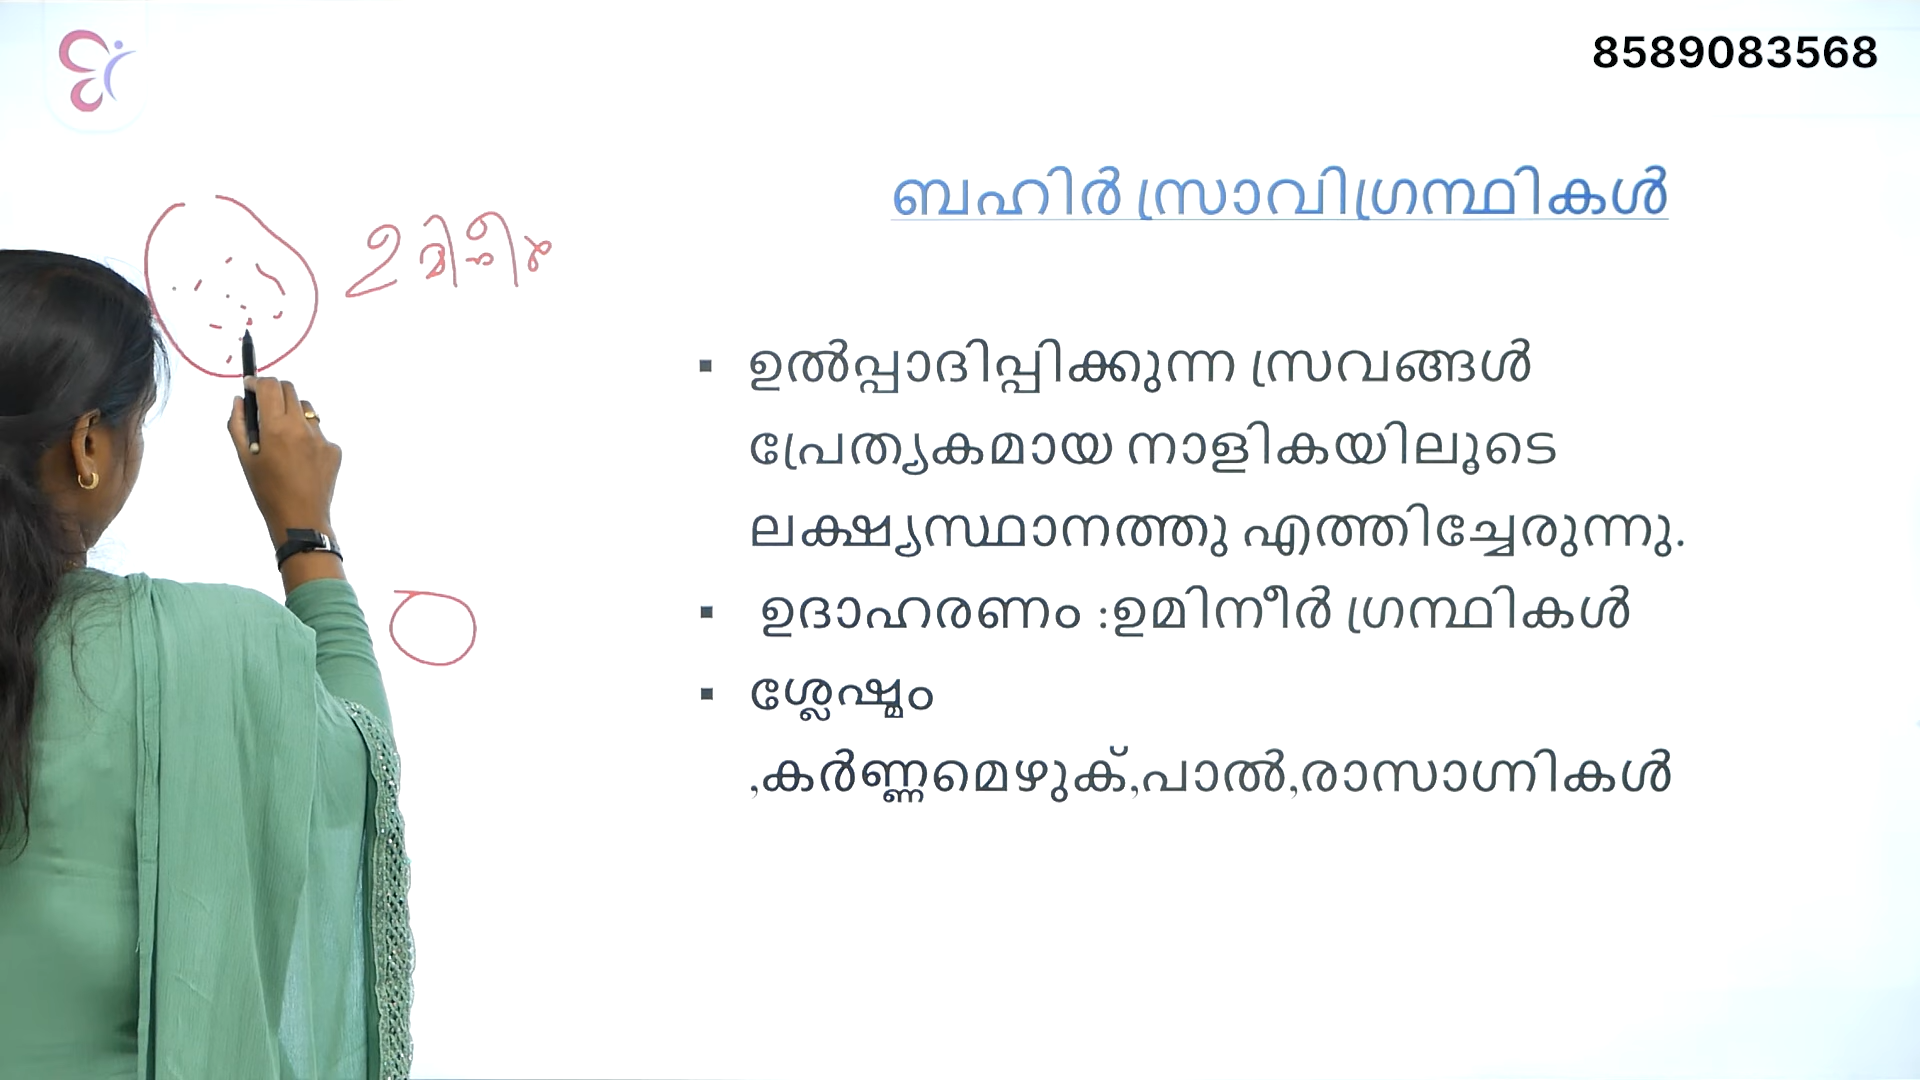 8589083568
ബഹിർ സ്രാവിഗ്രന്ഥികൾ
ഉമിനീർ
▪ ഉൽപ്പാദിപ്പിക്കുന്ന സ്രവങ്ങൾ
പ്രേത്യകമായ നാളികയിലൂടെ
ലക്ഷ്യസ്ഥാനത്തു എത്തിച്ചേരുന്നു.
▪ ഉദാഹരണം :ഉമിനീർ ഗ്രന്ഥികൾ
▪ ശ്ലേഷ്മം
,കർണ്ണമെഴുക്,പാൽ,രാസാഗ്നികൾ